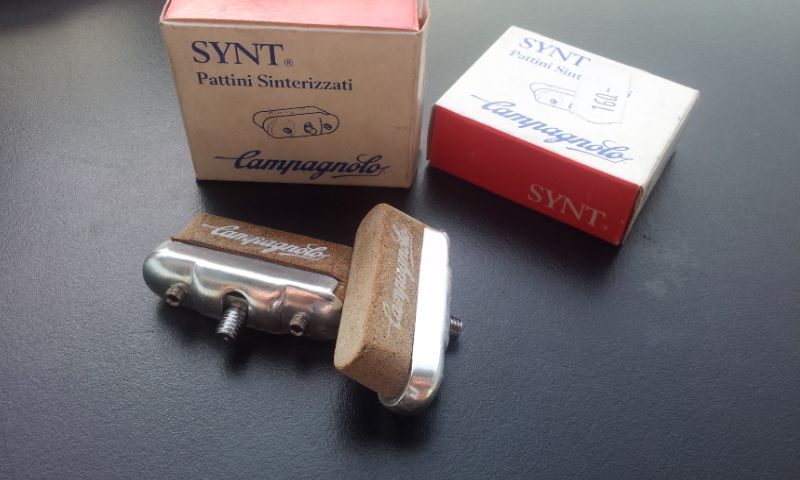 SYNT®
Pattini Sinterizzati
Campagnolo
SYNT
Pattini Sint
160-
Campagnolo
SYNT®
Campagnolo
Campagnolo